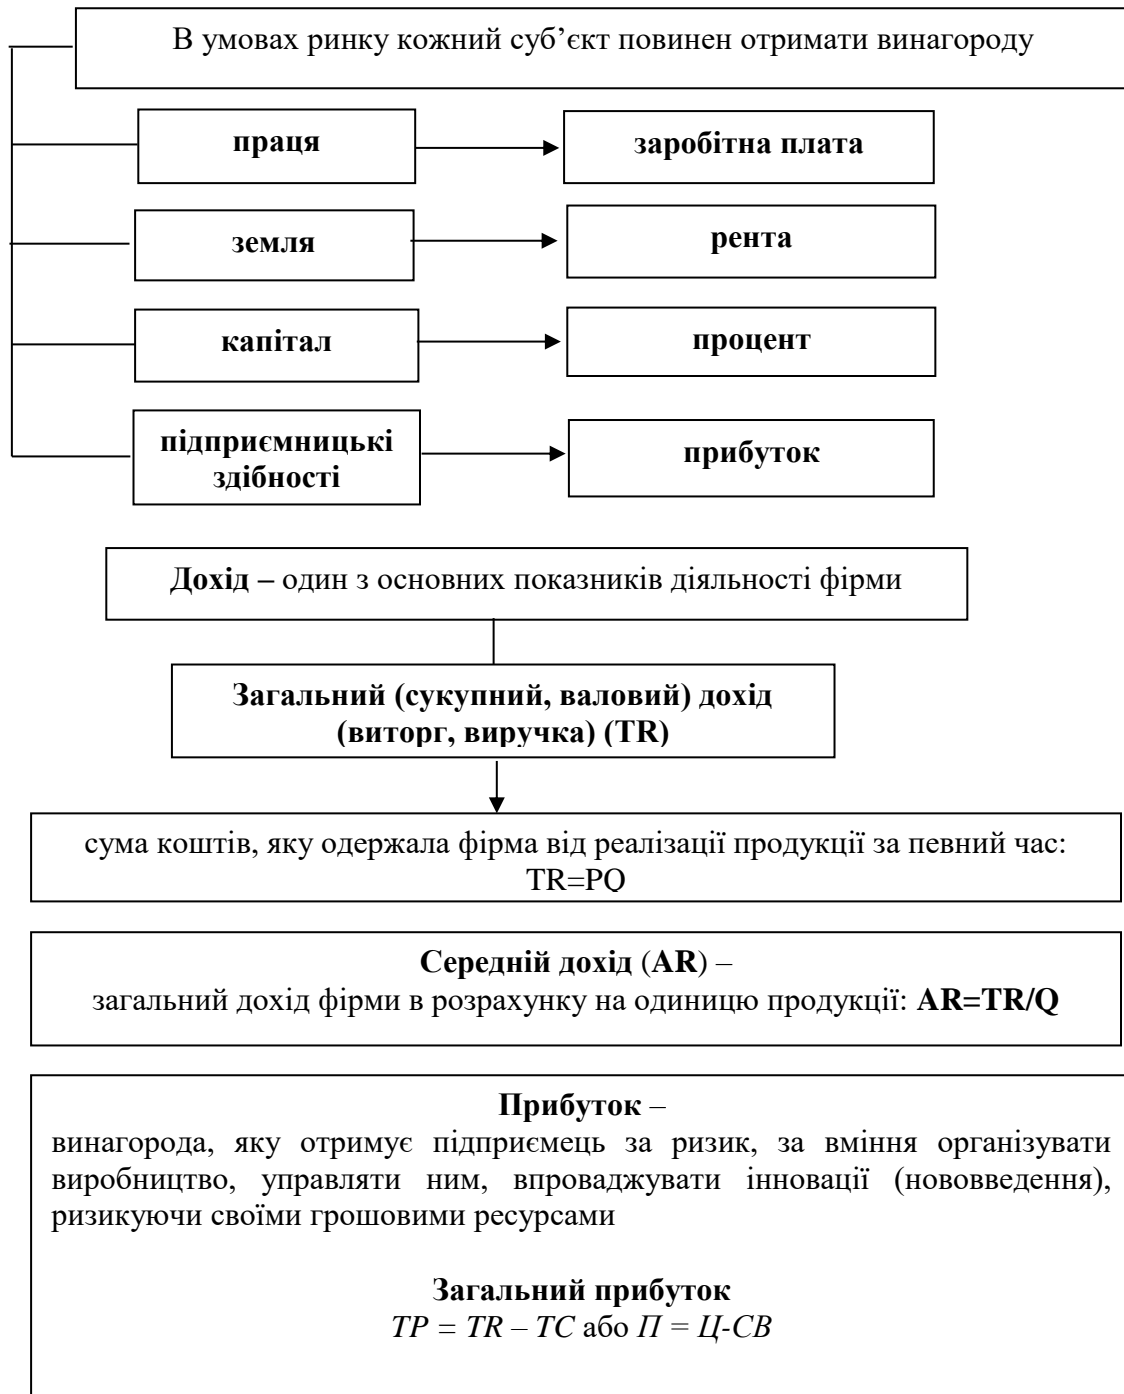 В умовах ринку кожний суб’єкт повинен отримати винагороду
праця
заробітна плата
земля
рента
капітал
процент
підприємницькі
здібності
прибуток
Дохід – один з основних показників діяльності фірми
Загальний (сукупний, валовий) дохід
(виторг, виручка) (TR)
сума коштів, яку одержала фірма від реалізації продукції за певний час:
TR=PQ
Середній дохід (AR) –
загальний дохід фірми в розрахунку на одиницю продукції: AR=TR/Q
Прибуток –
винагорода, яку отримує підприємець за ризик, за вміння організувати
виробництво, управляти ним, впроваджувати інновації (нововведення),
ризикуючи своїми грошовими ресурсами
Загальний прибуток
TP = TR – TC або П = Ц-СВ